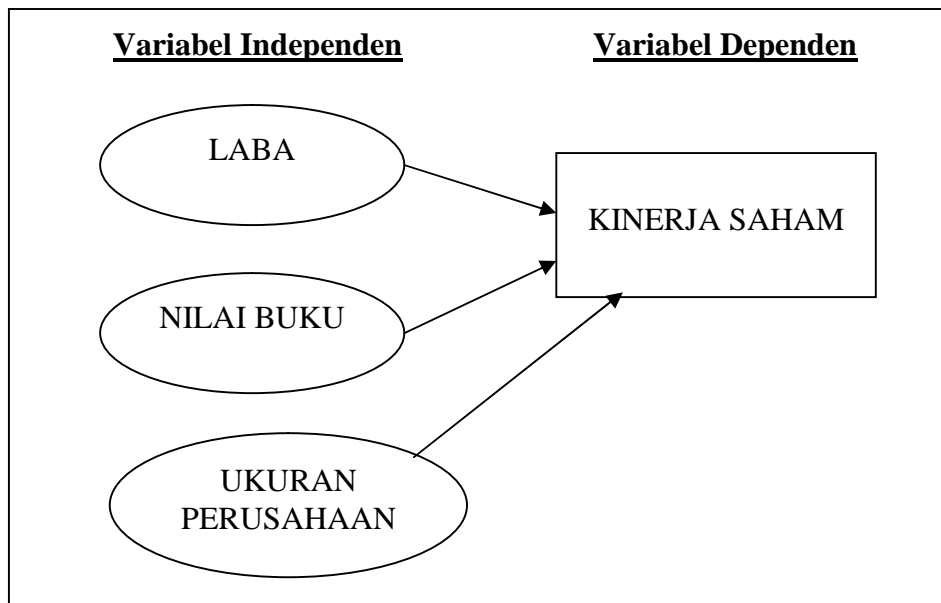 Variabel Independen
Variabel Dependen
LABA
KINERJA SAHAM
NILAI BUKU
UKURAN
PERUSAHAAN